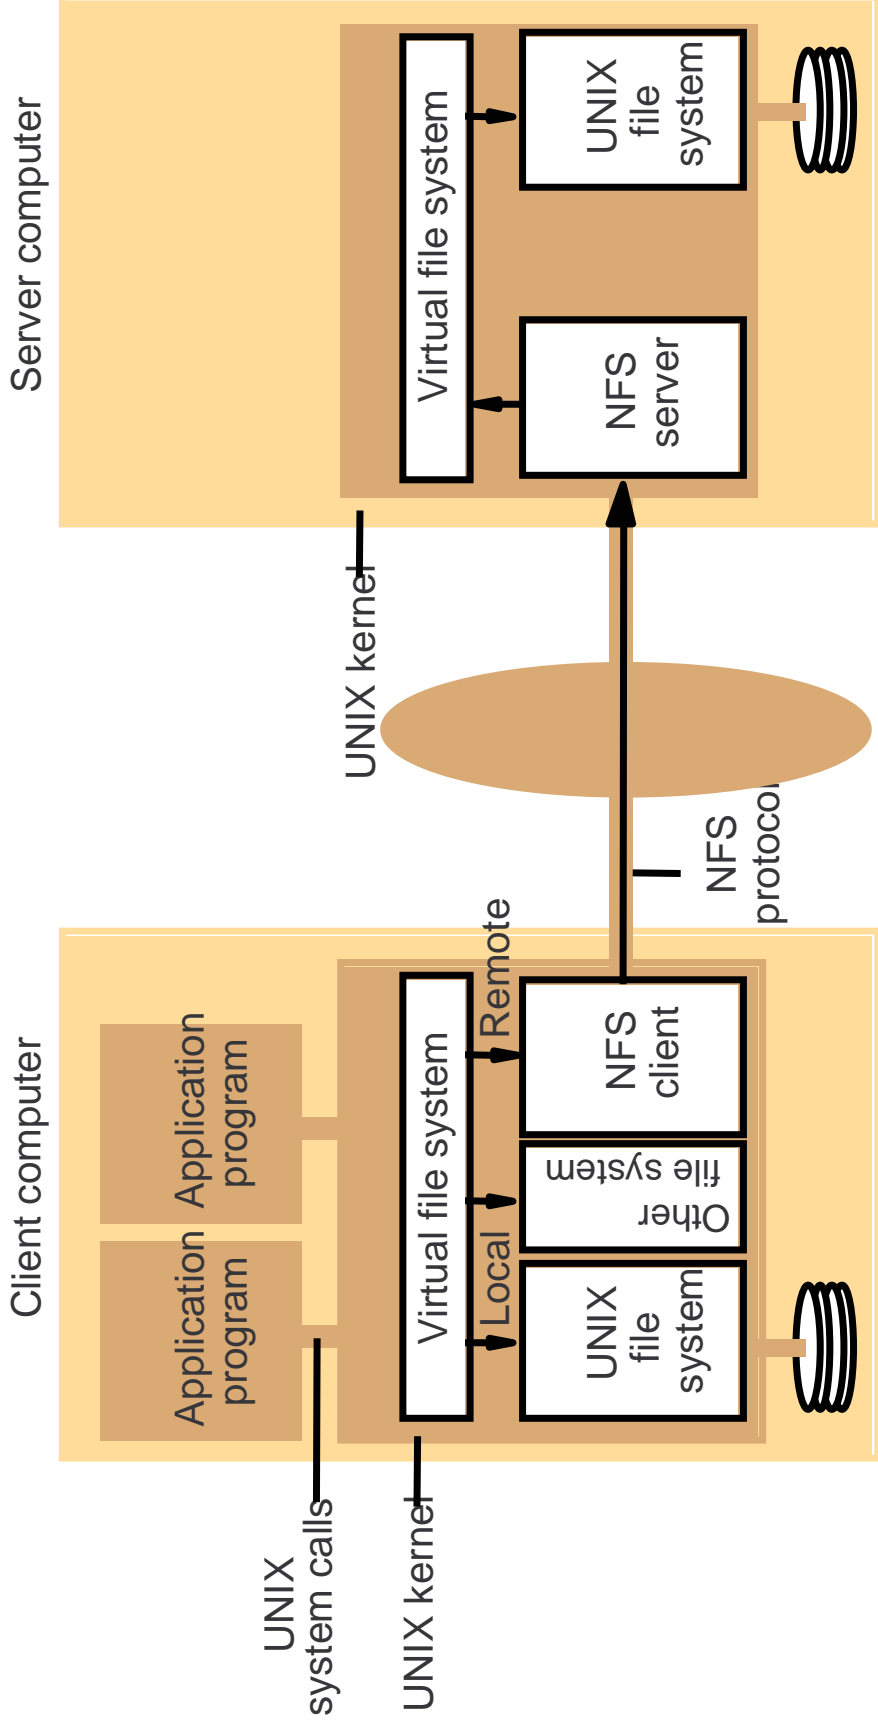 Client computer
Server computer
Application
program
Application
program
UNIX
system calls
UNIX kernel
UNIX kernel
Virtual file system
Virtual file system
Local
Remote
UNIX
file
system
Other
file system
NFS
client
NFS
protocol
NFS
server
UNIX
file
system